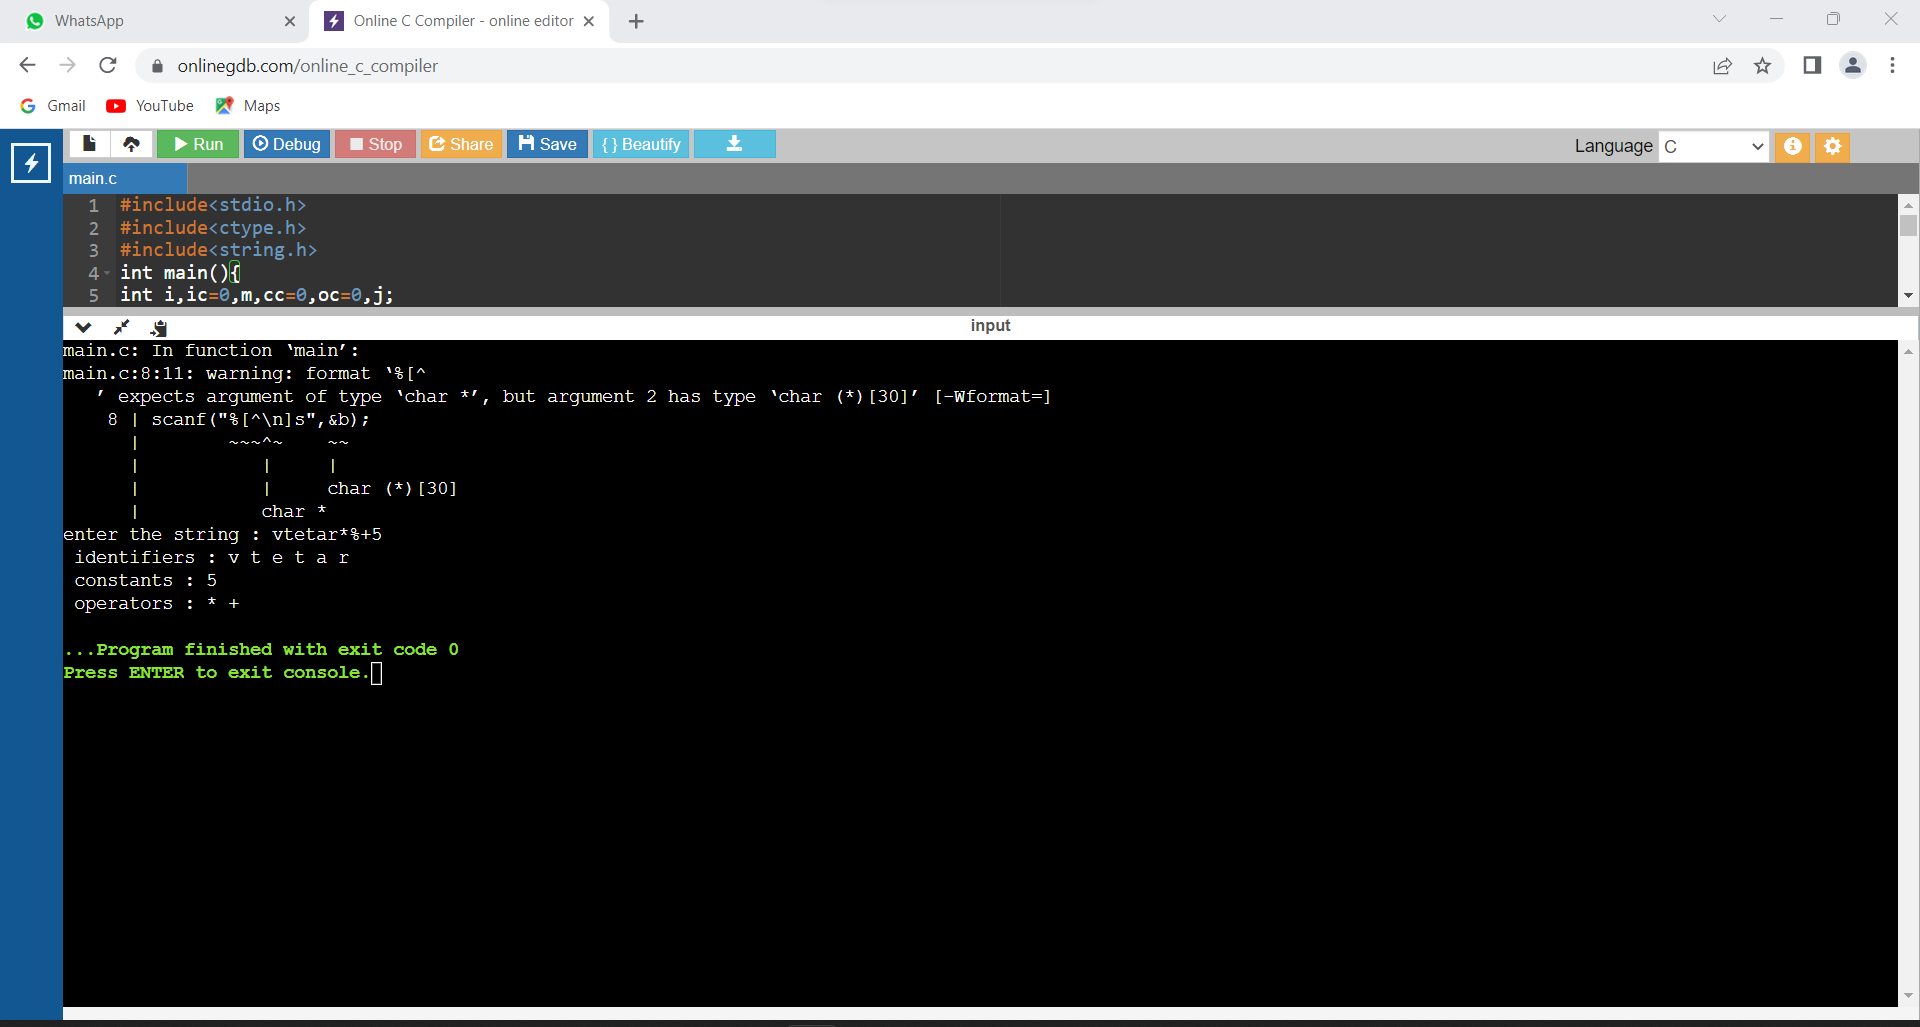 WhatsApp
Online C Compiler - online editor
onlinegdb.com/online_c_compiler
Gmail YouTube Maps
Run Debug Stop Share Save { } Beautify Language C
main.c
1 #include<stdio.h>
2 #include<ctype.h>
3 #include<string.h>
4 int main(){
5 int i,ic=0,m,cc=0,oc=0,j;
input
main.c: In function ‘main’:
main.c:8:11: warning: format ‘%[^
’ expects argument of type ‘char *’, but argument 2 has type ‘char (*)[30]’ [-Wformat=]
8 | scanf("%[^\n]s",&b);
| ~~~^~ ~~
| | |
| | char (*)[30]
| char *
enter the string : vtetar*%+5
identifiers : v t e t a r
constants : 5
operators : * +
...Program finished with exit code 0
Press ENTER to exit console.